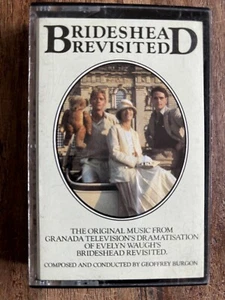 BRIDESHEAD
REVISITED
THE ORIGINAL MUSIC FROM
GRANADA TELEVISION'S DRAMATISATION
OF EVELYN WAUGH'S
BRIDESHEAD REVISITED.
COMPOSED AND CONDUCTED BY GEOFFREY BURGON